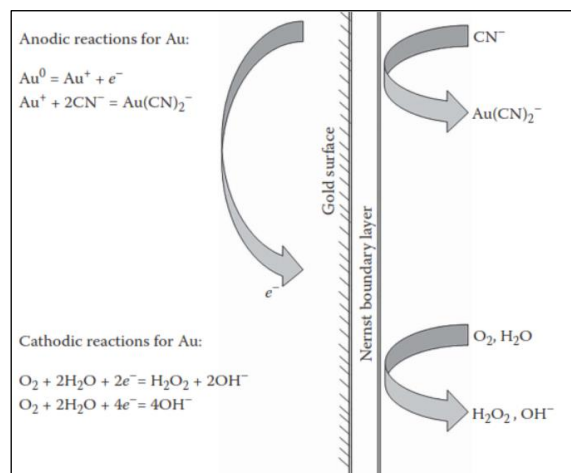 Anodic reactions for Au:
Au⁰ = Au⁺ + e⁻
Au⁺ + 2CN⁻ = Au(CN)₂⁻
CN⁻
Au(CN)₂⁻
Gold surface
Nernst boundary layer
e⁻
Cathodic reactions for Au:
O₂ + 2H₂O + 2e⁻= H₂O₂ + 2OH⁻
O₂ + 2H₂O + 4e⁻= 4OH⁻
O₂, H₂O
H₂O₂ , OH⁻